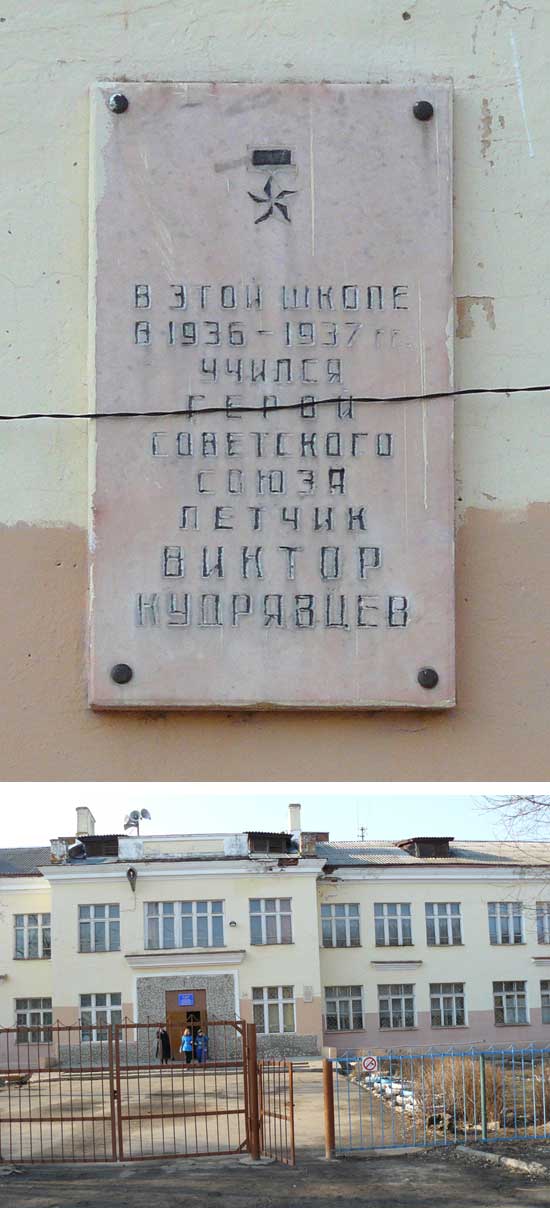 В ЭТОЙ ШКОЛЕ
В 1936-1937 гг.
УЧИЛСЯ
ГЕРОЙ
СОВЕТСКОГО
СОЮЗА
ЛЕТЧИК
ВИКТОР
КУДРЯВЦЕВ